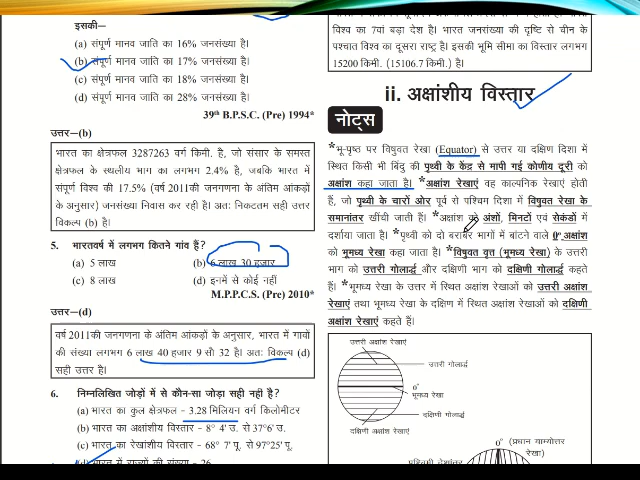 इसकी—
(a) संपूर्ण मानव जाति का 16% जनसंख्या है।
(b) संपूर्ण मानव जाति का 17% जनसंख्या है।
(c) संपूर्ण मानव जाति का 18% जनसंख्या है।
(d) संपूर्ण मानव जाति का 28% जनसंख्या है।
39th B.P.S.C. (Pre) 1994*
उत्तर-(b)
भारत का क्षेत्रफल 3287263 वर्ग किमी. है, जो संसार के समस्त
क्षेत्रफल के स्थलीय भाग का लगभग 2.4% है, जबकि भारत में
संपूर्ण विश्व की 17.5% (वर्ष 2011की जनगणना के अंतिम आंकड़ों
के अनुसार) जनसंख्या निवास कर रही है। अतः निकटतम सही उत्तर
विकल्प (b) है।
5. भारतवर्ष में लगभग कितने गांव हैं?
(a) 5 लाख (b) 6 लाख 30 हजार
(c) 8 लाख (d) इनमें से कोई नहीं
M.P.P.C.S. (Pre) 2010*
उत्तर-(d)
वर्ष 2011की जनगणना के अंतिम आंकड़ों के अनुसार, भारत में गावों
की संख्या लगभग 6 लाख 40 हजार 9 सौ 32 है। अतः विकल्प (d)
सही उत्तर है।
6. निम्नलिखित जोड़ों में से कौन-सा जोड़ा सही नही है?
(a) भारत का कुल क्षेत्रफल - 3.28 मिलियन वर्ग किलोमीटर
(b) भारत का अक्षांशीय विस्तार - 8° 4' उ. से 37°6' उ.
(c) भारत का रेखांशीय विस्तार - 68° 7' पू. से 97°25' पू.
(d) भारत में राज्यों की संख्या - 26
विश्व का 7वां बड़ा देश है। भारत जनसंख्या की दृष्टि से चीन के
पश्चात विश्व का दूसरा राष्ट्र है। इसकी भूमि सीमा का विस्तार लगभग
15200 किमी. (15106.7 किमी.) है।
ii. अक्षांशीय विस्तार
नोट्स
*भू-पृष्ठ पर विषुवत रेखा (Equator) से उत्तर या दक्षिण दिशा में
स्थित किसी भी बिंदु की पृथ्वी के केंद्र से मापी गई कोणीय दूरी को
अक्षांश कहा जाता है। *अक्षांश रेखाएं वह काल्पनिक रेखाएं होती
हैं, जो पृथ्वी के चारों ओर पूर्व से पश्चिम दिशा में विषुवत रेखा के
समानांतर खींची जाती हैं। *अक्षांश को अंशों, मिनटों एवं सेकंडों में
दर्शाया जाता है। *पृथ्वी को दो बराबर भागों में बांटने वाले 0° अक्षांश
को भूमध्य रेखा कहा जाता है। *विषुवत वृत्त (भूमध्य रेखा) के उत्तरी
भाग को उत्तरी गोलार्द्ध और दक्षिणी भाग को दक्षिणी गोलार्द्ध कहते
हैं। *भूमध्य रेखा के उत्तर में स्थित अक्षांश रेखाओं को उत्तरी अक्षांश
रेखाएं तथा भूमध्य रेखा के दक्षिण में स्थित अक्षांश रेखाओं को दक्षिणी
अक्षांश रेखाएं कहते हैं।
उत्तरी अक्षांश रेखाएं
उत्तरी गोलार्द्ध
0°
भूमध्य रेखा
दक्षिणी गोलार्द्ध
दक्षिणी अक्षांश रेखाएं
0° (प्रधान याम्योत्तर
रेखा)